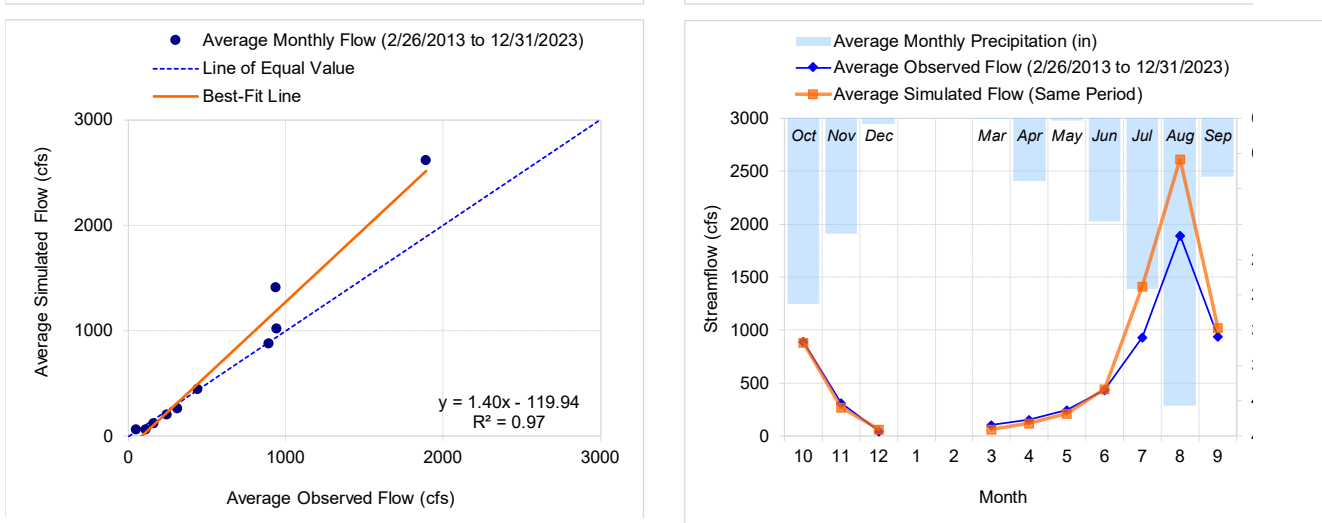 Average Monthly Flow (2/26/2013 to 12/31/2023)
Line of Equal Value
Best-Fit Line
3000
2000
1000
0
Average Simulated Flow (cfs)
y = 1.40x - 119.94
R² = 0.97
0 1000 2000 3000
Average Observed Flow (cfs)
Average Monthly Precipitation (in)
Average Observed Flow (2/26/2013 to 12/31/2023)
Average Simulated Flow (Same Period)
3000
2500
2000
1500
1000
500
0
Streamflow (cfs)
Oct Nov Dec Mar Apr May Jun Jul Aug Sep
10 11 12 1 2 3 4 5 6 7 8 9
Month